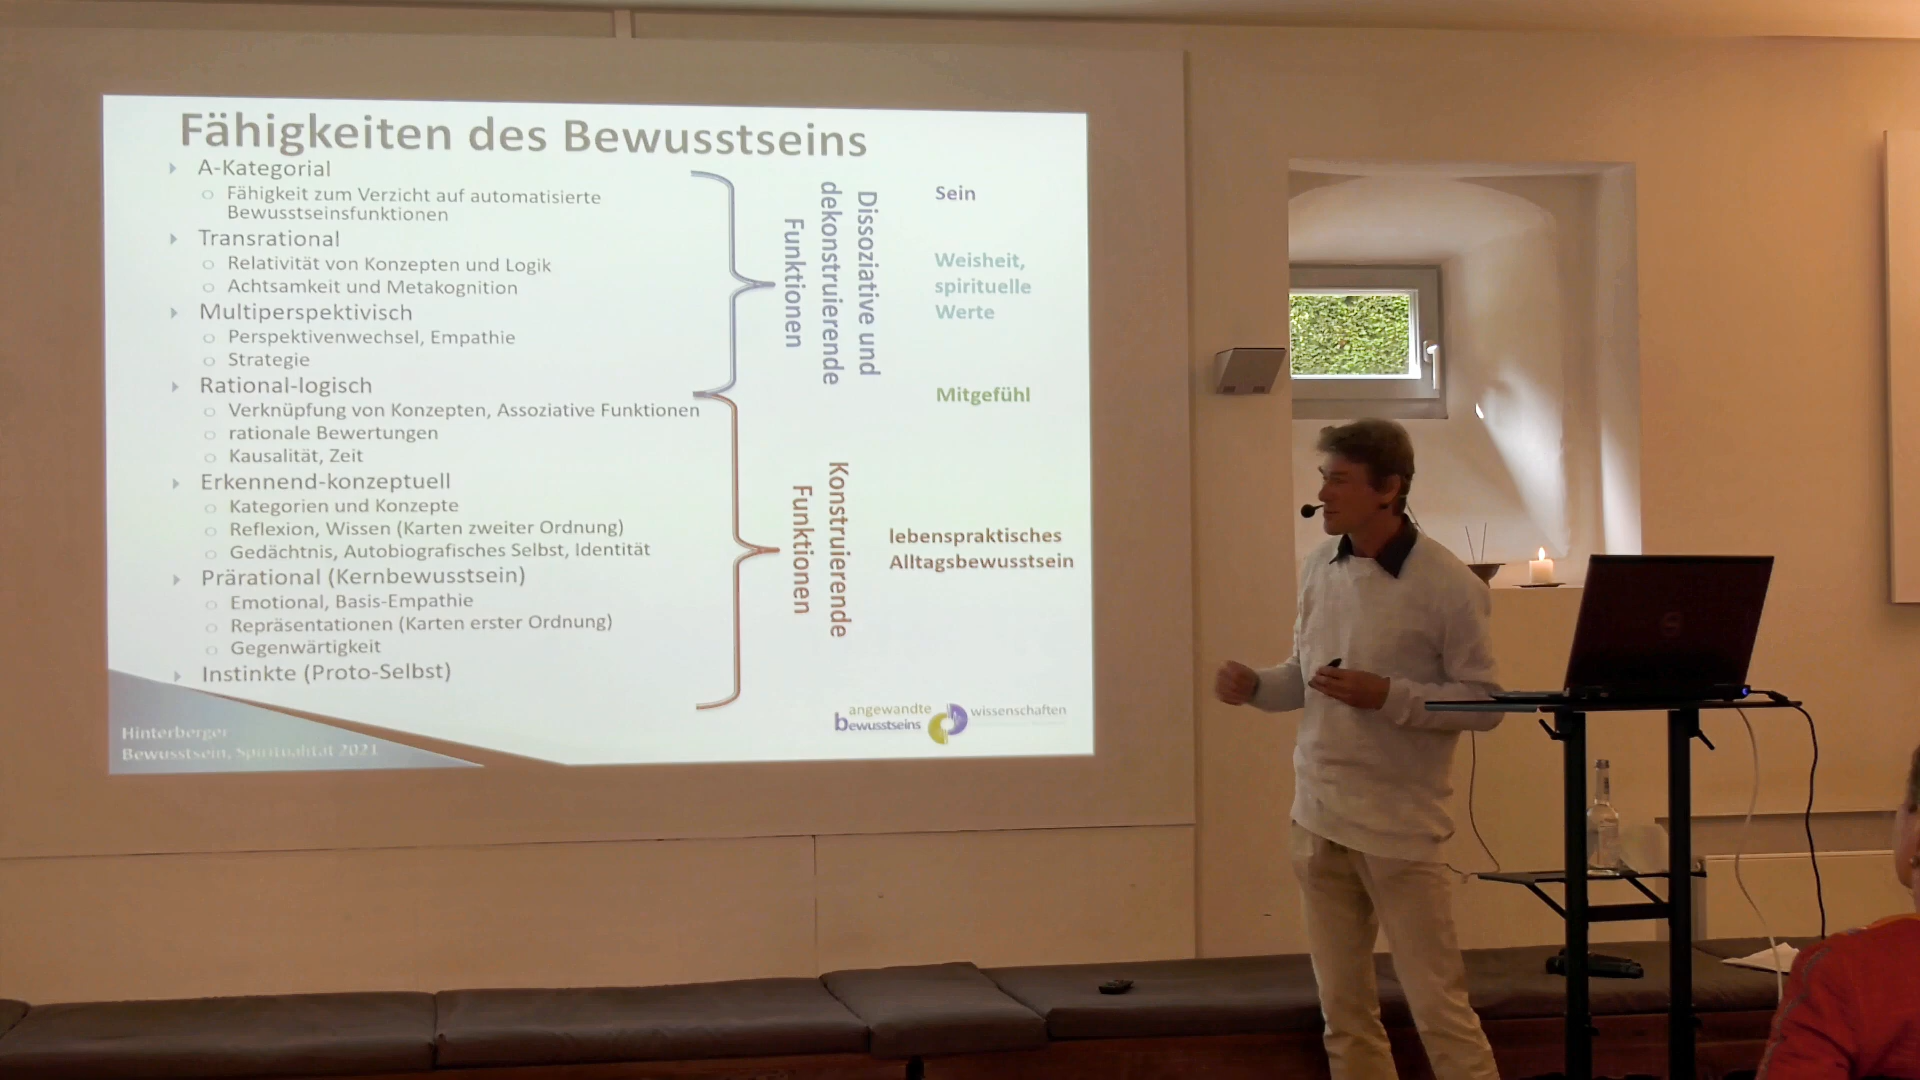 Fähigkeiten des Bewusstseins
A-Kategorial
Fähigkeit zum Verzicht auf automatisierte
Bewusstseinsfunktionen
Transrational
Relativität von Konzepten und Logik
Achtsamkeit und Metakognition
Multiperspektivisch
Perspektivenwechsel, Empathie
Strategie
Rational-logisch
Verknüpfung von Konzepten, Assoziative Funktionen
rationale Bewertungen
Kausalität, Zeit
Erkennend-konzeptuell
Kategorien und Konzepte
Reflexion, Wissen (Karten zweiter Ordnung)
Gedächtnis, Autobiografisches Selbst, Identität
Prärational (Kernbewusstsein)
Emotional, Basis-Empathie
Repräsentationen (Karten erster Ordnung)
Gegenwärtigkeit
Instinkte (Proto-Selbst)
Dissoziative und
dekonstruierende
Funktionen
Konstruierende
Funktionen
Sein
Weisheit,
spirituelle
Werte
Mitgefühl
lebenspraktisches
Alltagsbewusstsein
Hinterberger
Bewusstsein, Spiritualität 2021
angewandte
bewusstseins wissenschaften